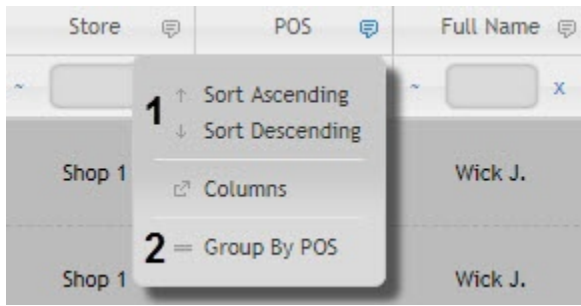 Store POS Full Name
~ ~ x
1 ↑ Sort Ascending
↓ Sort Descending
Shop 1 Wick J.
Columns
2 = Group By POS
Shop 1 Wick J.